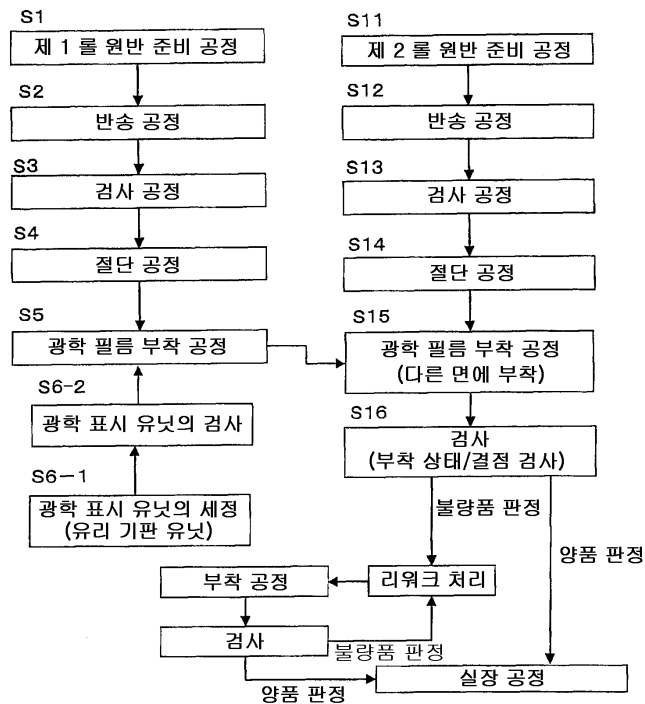 S1
제 1 롤 원반 준비 공정
S2
반송 공정
S3
검사 공정
S4
절단 공정
S5
광학 필름 부착 공정
S6-2
광학 표시 유닛의 검사
S6-1
광학 표시 유닛의 세정
(유리 기판 유닛)
S11
제 2 롤 원반 준비 공정
S12
반송 공정
S13
검사 공정
S14
절단 공정
S15
광학 필름 부착 공정
(다른 면에 부착)
S16
검사
(부착 상태/결점 검사)
불량품 판정
양품 판정
리워크 처리
부착 공정
검사
불량품 판정
양품 판정
실장 공정